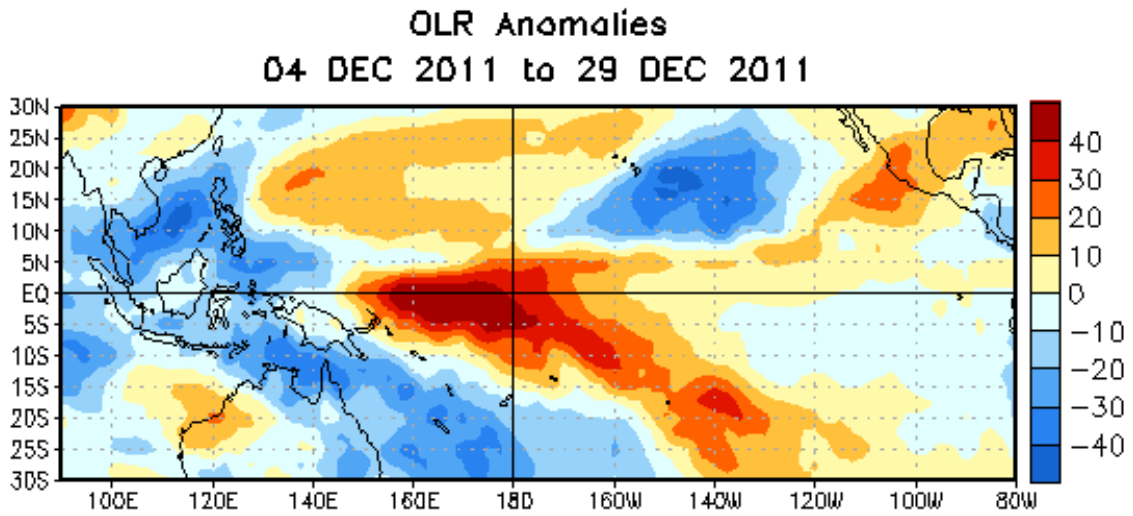 OLR Anomalies
04 DEC 2011 to 29 DEC 2011
30N
25N
20N
15N
10N
5N
EQ
5S
10S
15S
20S
25S
30S
100E 120E 140E 160E 180 160W 140W 120W 100W 80W
40
30
20
10
0
-10
-20
-30
-40